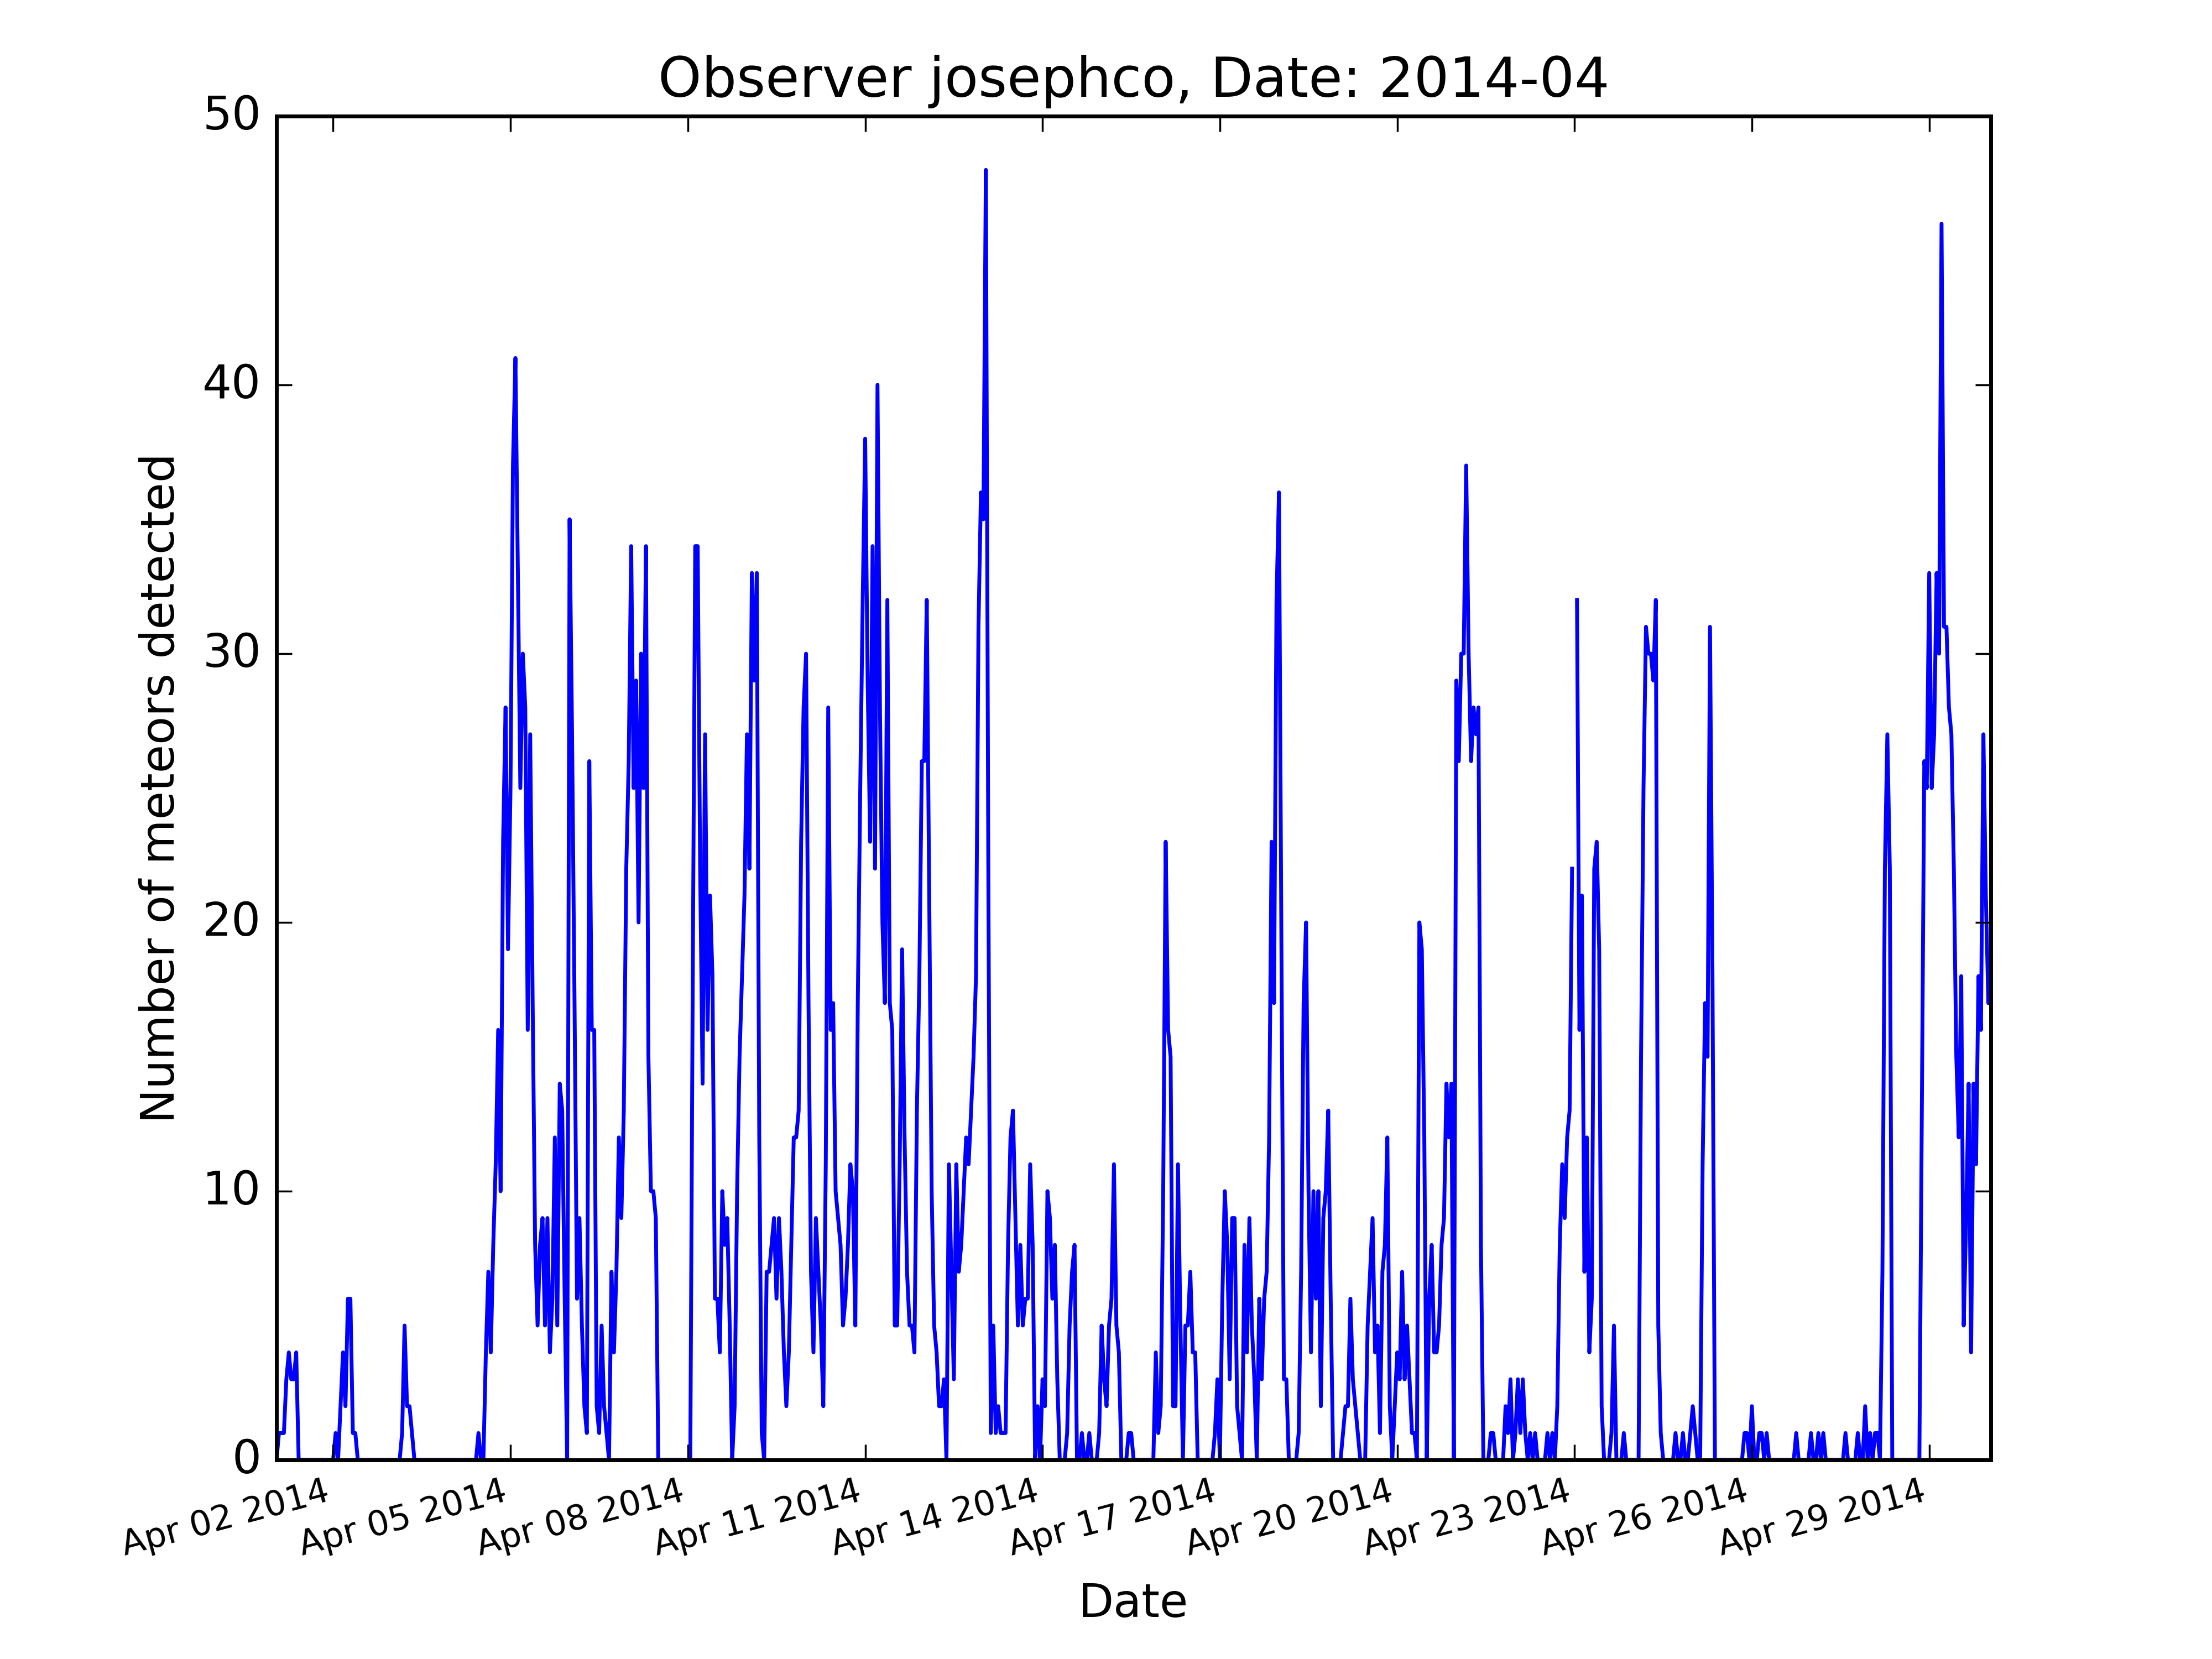 Observer josephco, Date: 2014-04
50
40
30
20
10
0
Number of meteors detected
Apr 02 2014
Apr 05 2014
Apr 08 2014
Apr 11 2014
Apr 14 2014
Apr 17 2014
Apr 20 2014
Apr 23 2014
Apr 26 2014
Apr 29 2014
Date